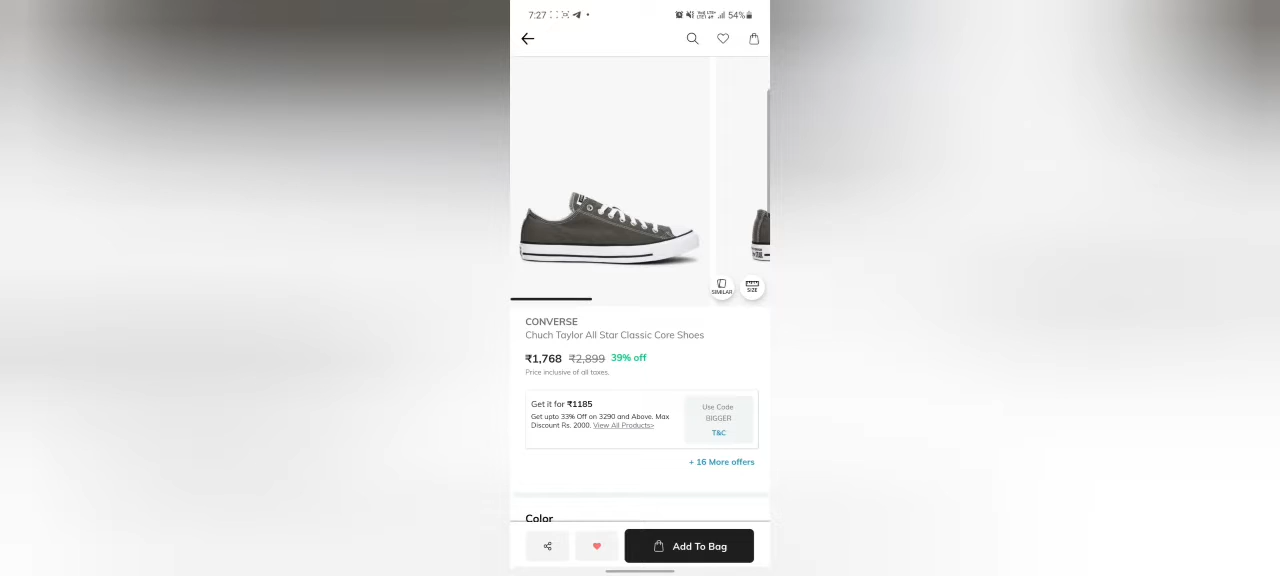 7:27
54%
SIMILAR
SIZE
CONVERSE
Chuch Taylor All Star Classic Core Shoes
₹1,768 ₹2,899 39% off
Price inclusive of all taxes.
Get it for ₹1185
Get upto 33% Off on 3290 and Above. Max
Discount Rs. 2000. View All Products>
Use Code
BIGGER
T&C
+ 16 More offers
Color
Add To Bag